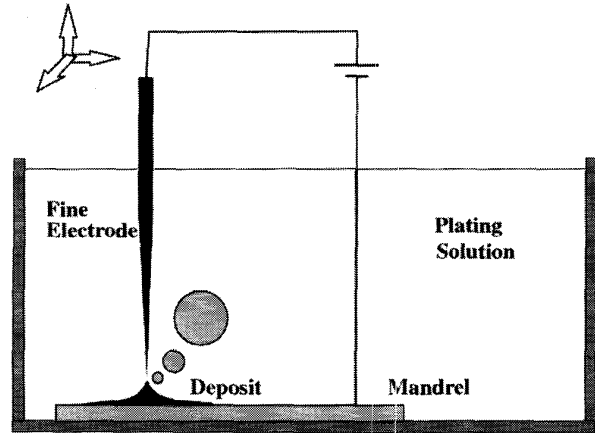 Fine
Electrode
Plating
Solution
Deposit
Mandrel